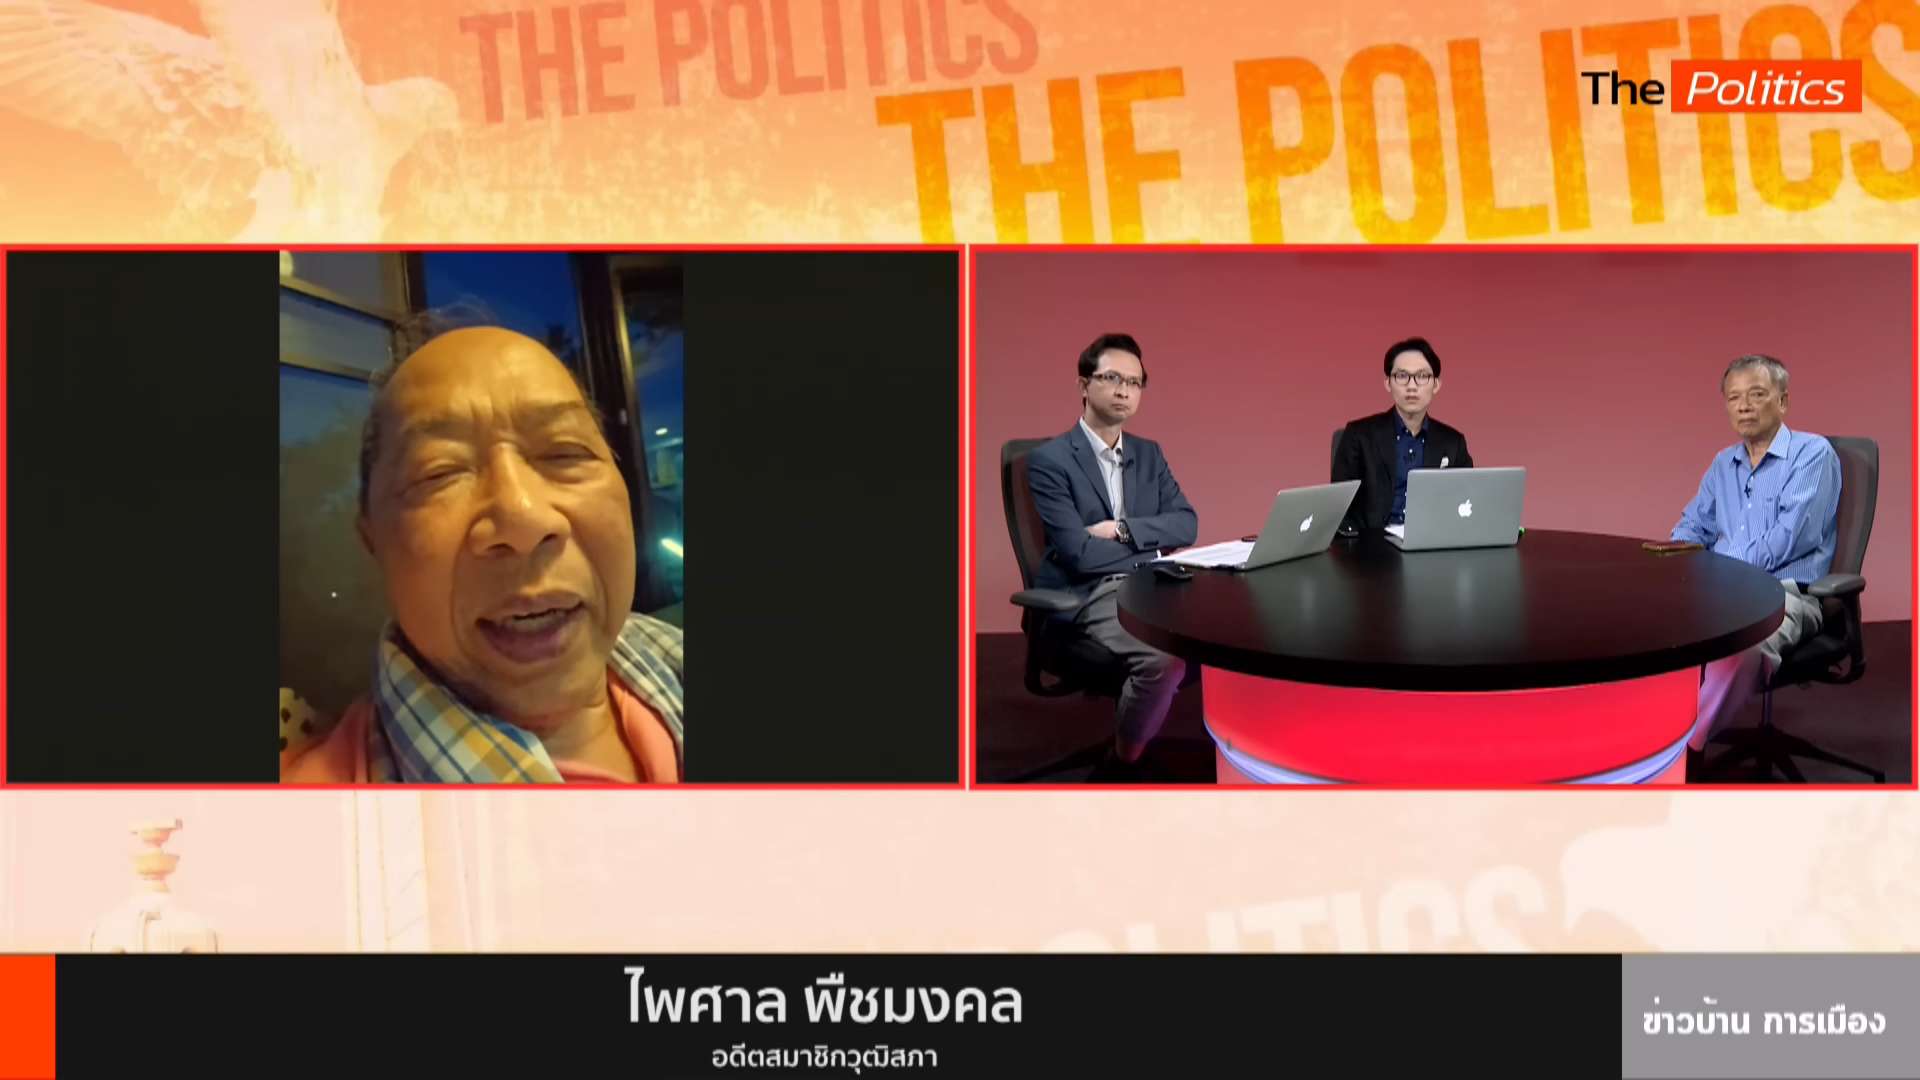 THE POLITICS
THE POLITICS
The Politics
POLITICS
ไพศาล พืชมงคล
อดีตสมาชิกวุฒิสภา
ข่าวบ้าน การเมือง